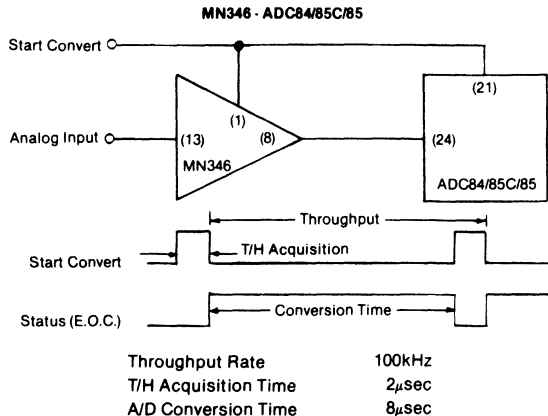 MN346 - ADC84/85C/85
Start Convert
(21)
(1)
Analog Input
(13)
(8)
(24)
MN346
ADC84/85C/85
Throughput
T/H Acquisition
Start Convert
Conversion Time
Status (E.O.C.)
Throughput Rate 100kHz
T/H Acquisition Time 2μsec
A/D Conversion Time 8μsec